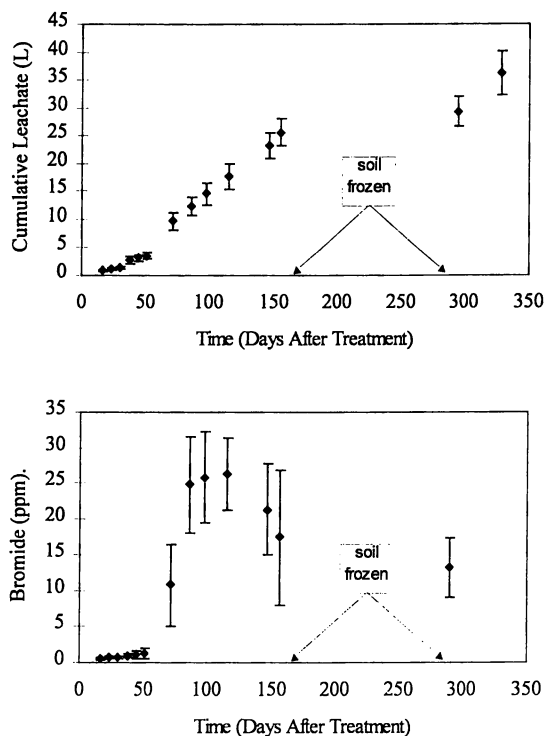 Cumulative Leachate (L)
45
40
35
30
25
20
15
10
5
0
soil
frozen
0 50 100 150 200 250 300 350
Time (Days After Treatment)
Bromide (ppm).
35
30
25
20
15
10
5
0
soil
frozen
0 50 100 150 200 250 300 350
Time (Days After Treatment)